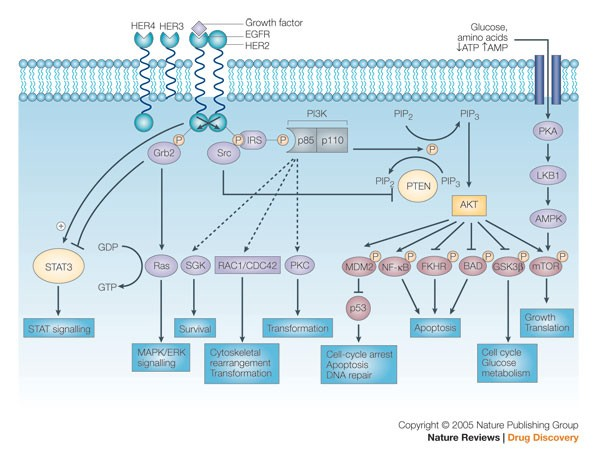 HER4
HER3
Growth factor
EGFR
HER2
Glucose,
amino acids
↓ATP ↑AMP
PI3K
PIP2
PIP3
P
Grb2
Src
P
IRS
P
p85
p110
P
PKA
PIP2
PTEN
PIP3
LKB1
AKT
+
AMPK
GDP
GTP
STAT3
Ras
SGK
RAC1/CDC42
PKC
MDM2
P
NF-κB
P
FKHR
P
BAD
P
GSK3β
P
mTOR
P
p53
STAT signalling
Survival
Transformation
Apoptosis
Growth
Translation
MAPK/ERK
signalling
Cytoskeletal
rearrangement
Transformation
Cell-cycle arrest
Apoptosis
DNA repair
Cell cycle
Glucose
metabolism
Copyright © 2005 Nature Publishing Group
Nature Reviews | Drug Discovery